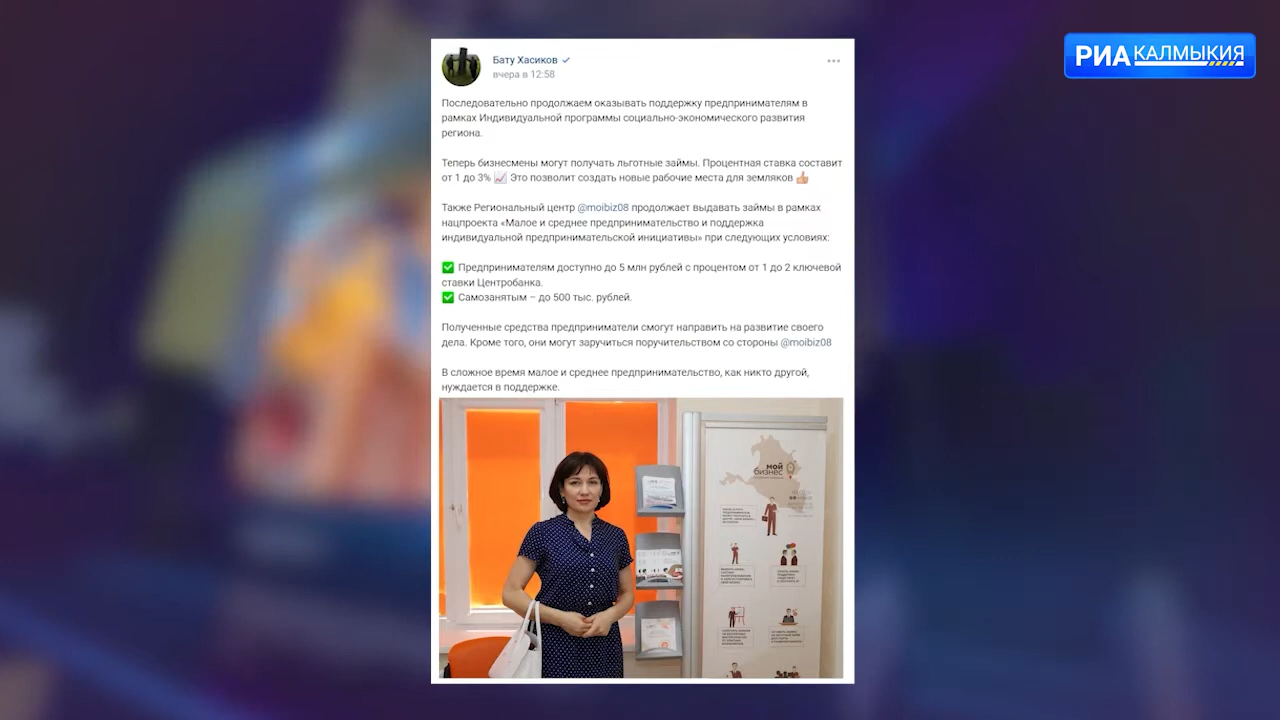 РИА КАЛМЫКИЯ
Бату Хасиков
вчера в 12:58
Последовательно продолжаем оказывать поддержку предпринимателям в
рамках Индивидуальной программы социально-экономического развития
региона.
Теперь бизнесмены могут получать льготные займы. Процентная ставка составит
от 1 до 3% 📈 Это позволит создать новые рабочие места для земляков 👍
Также Региональный центр @moibiz08 продолжает выдавать займы в рамках
нацпроекта «Малое и среднее предпринимательство и поддержка
индивидуальной предпринимательской инициативы» при следующих условиях:
✅ Предпринимателям доступно до 5 млн рублей с процентом от 1 до 2 ключевой
ставки Центробанка.
✅ Самозанятым – до 500 тыс. рублей.
Полученные средства предприниматели смогут направить на развитие своего
дела. Кроме того, они могут заручиться поручительством со стороны @moibiz08
В сложное время малое и среднее предпринимательство, как никто другой,
нуждается в поддержке.
мой
бизнес